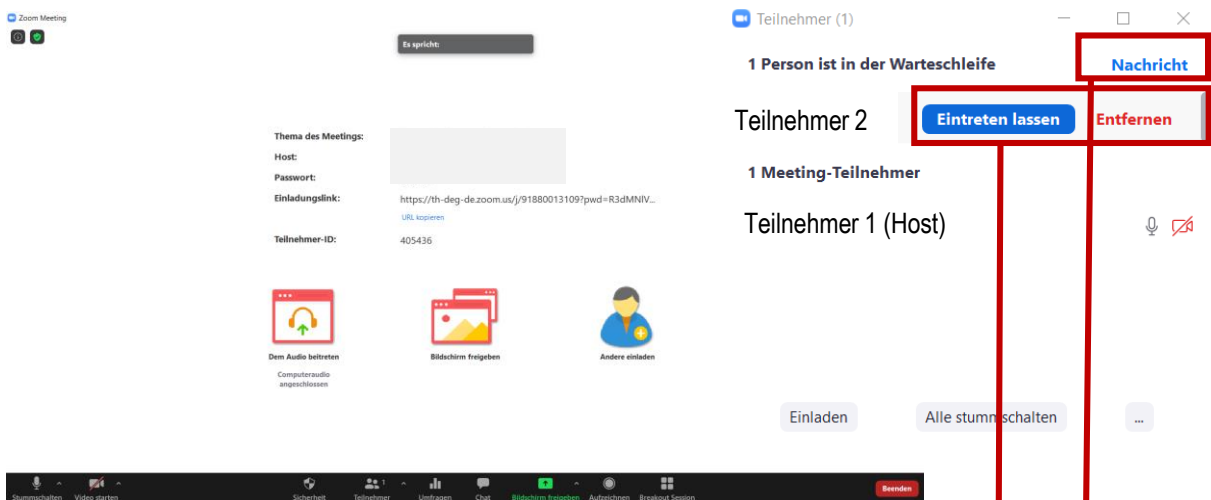 Zoom Meeting
Es spricht:
Thema des Meetings:
Host:
Passwort:
Einladungslink: https://th-deg-de.zoom.us/j/91880013109?pwd=R3dMNIV...
URL kopieren
Teilnehmer-ID: 405436
Dem Audio beitreten
Computeraudio
angeschlossen
Bildschirm freigeben
Andere einladen
Stummschalten Video starten Sicherheit Teilnehmer 1 Umfragen Chat Bildschirm freigeben Aufzeichnen Breakout Session Beenden
Teilnehmer (1)
1 Person ist in der Warteschleife Nachricht
Teilnehmer 2 Eintreten lassen Entfernen
1 Meeting-Teilnehmer
Teilnehmer 1 (Host)
Einladen Alle stummschalten ...